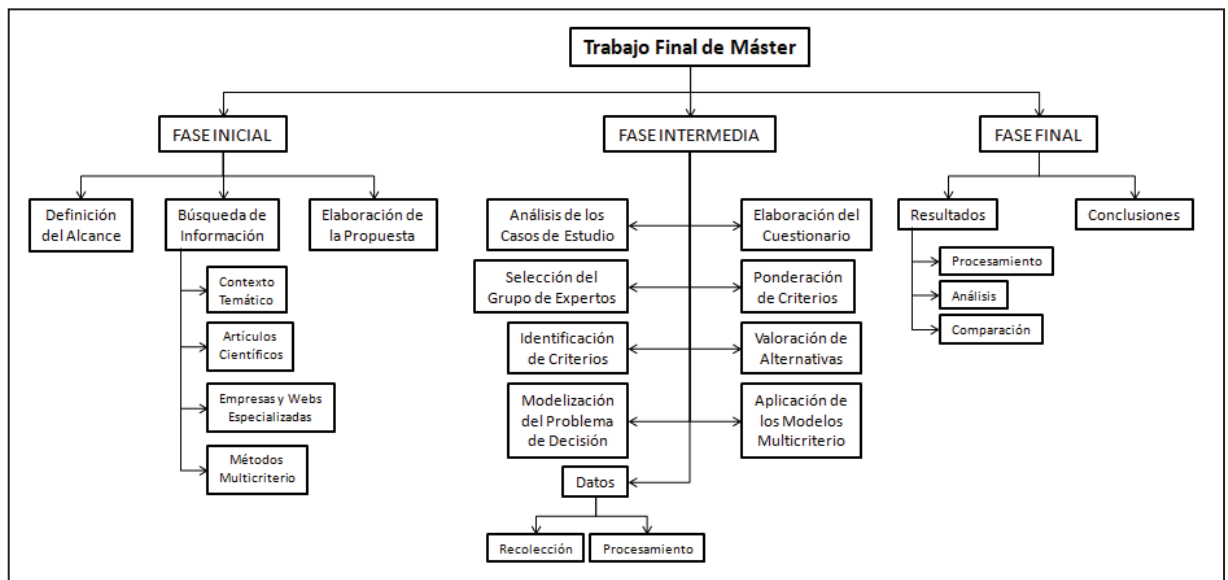 Trabajo Final de Máster
FASE INICIAL
FASE INTERMEDIA
FASE FINAL
Definición
del Alcance
Búsqueda de
Información
Elaboración de
la Propuesta
Contexto
Temático
Artículos
Científicos
Empresas y Webs
Especializadas
Métodos
Multicriterio
Análisis de los
Casos de Estudio
Elaboración del
Cuestionario
Selección del
Grupo de Expertos
Ponderación
de Criterios
Identificación
de Criterios
Valoración de
Alternativas
Modelización
del Problema
de Decisión
Aplicación de
los Modelos
Multicriterio
Datos
Recolección
Procesamiento
Resultados
Conclusiones
Procesamiento
Análisis
Comparación